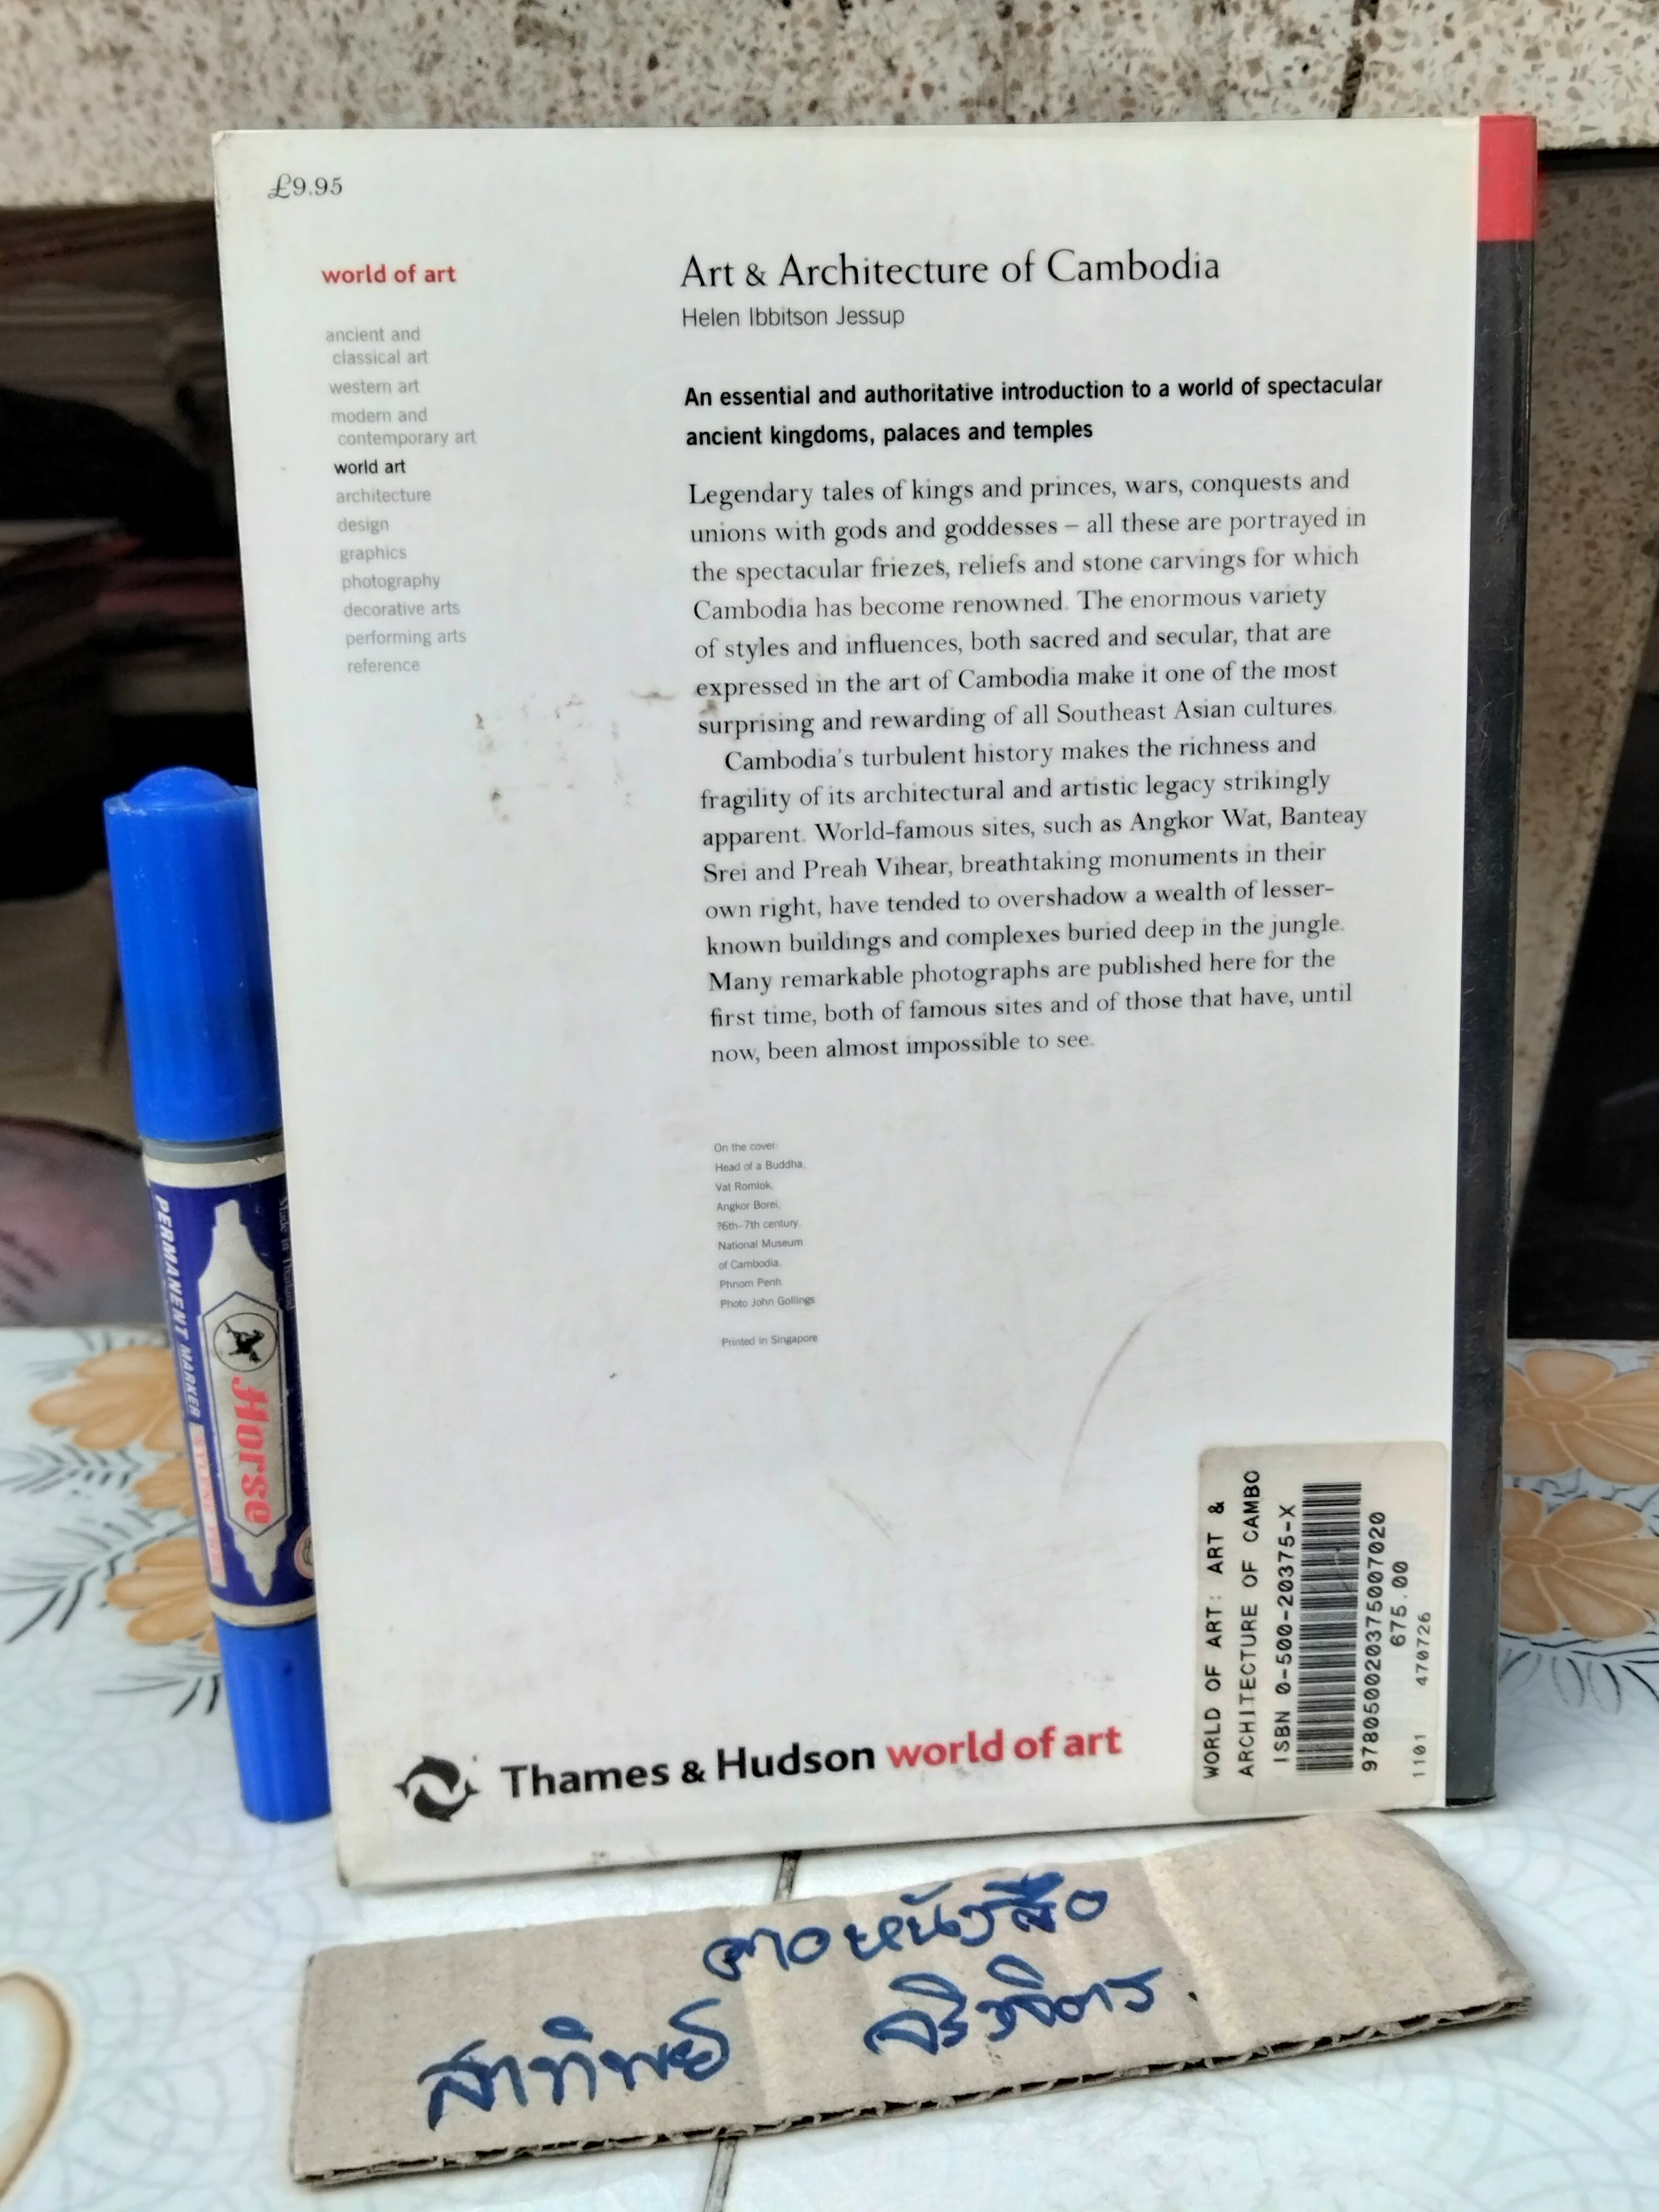 £9.95
world of art
ancient and
classical art
western art
modern and
contemporary art
world art
architecture
design
graphics
photography
decorative arts
performing arts
reference
Art & Architecture of Cambodia
Helen Ibbitson Jessup
An essential and authoritative introduction to a world of spectacular
ancient kingdoms, palaces and temples
Legendary tales of kings and princes, wars, conquests and
unions with gods and goddesses – all these are portrayed in
the spectacular friezes, reliefs and stone carvings for which
Cambodia has become renowned. The enormous variety
of styles and influences, both sacred and secular, that are
expressed in the art of Cambodia make it one of the most
surprising and rewarding of all Southeast Asian cultures.
Cambodia's turbulent history makes the richness and
fragility of its architectural and artistic legacy strikingly
apparent. World-famous sites, such as Angkor Wat, Banteay
Srei and Preah Vihear, breathtaking monuments in their
own right, have tended to overshadow a wealth of lesser-
known buildings and complexes buried deep in the jungle.
Many remarkable photographs are published here for the
first time, both of famous sites and of those that have, until
now, been almost impossible to see.
On the cover:
Head of a Buddha,
Vat Romlok,
Angkor Borei,
?6th–7th century.
National Museum
of Cambodia,
Phnom Penh
Photo John Gollings
Printed in Singapore
Thames & Hudson world of art
WORLD OF ART: ART &
ARCHITECTURE OF CAMBO
ISBN 0-500-20375-X
978050020375007020
675.00
1101 470726
PERMANENT MARKER
Horse
Made in Thailand
หนังสือ
สาทิพย์